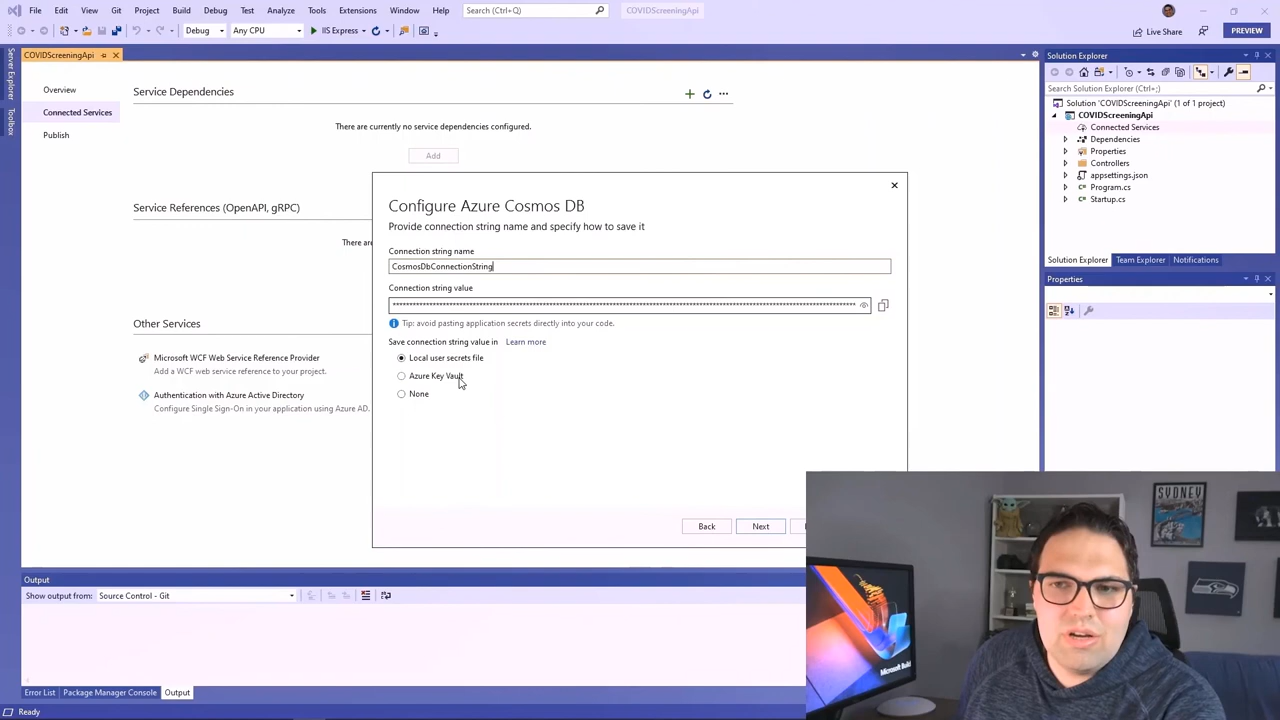 File Edit View Git Project Build Debug Test Analyze Tools Extensions Window Help Search (Ctrl+Q) COVIDScreeningApi
Debug Any CPU IIS Express Live Share PREVIEW
Server Explorer
Toolbox
COVIDScreeningApi
Overview
Connected Services
Publish
Service Dependencies
There are currently no service dependencies configured.
Add
Service References (OpenAPI, gRPC)
There are
Other Services
Microsoft WCF Web Service Reference Provider
Add a WCF web service reference to your project.
Authentication with Azure Active Directory
Configure Single Sign-On in your application using Azure AD.
Configure Azure Cosmos DB
Provide connection string name and specify how to save it
Connection string name
CosmosDbConnectionString
Connection string value
Tip: avoid pasting application secrets directly into your code.
Save connection string value in Learn more
Local user secrets file
Azure Key Vault
None
Back Next
Solution Explorer
Search Solution Explorer (Ctrl+;)
Solution 'COVIDScreeningApi' (1 of 1 project)
COVIDScreeningApi
Connected Services
Dependencies
Properties
Controllers
appsettings.json
Program.cs
Startup.cs
Solution Explorer Team Explorer Notifications
Properties
Output
Show output from: Source Control - Git
Error List Package Manager Console Output
Ready
SYDNEY
Microsoft Build